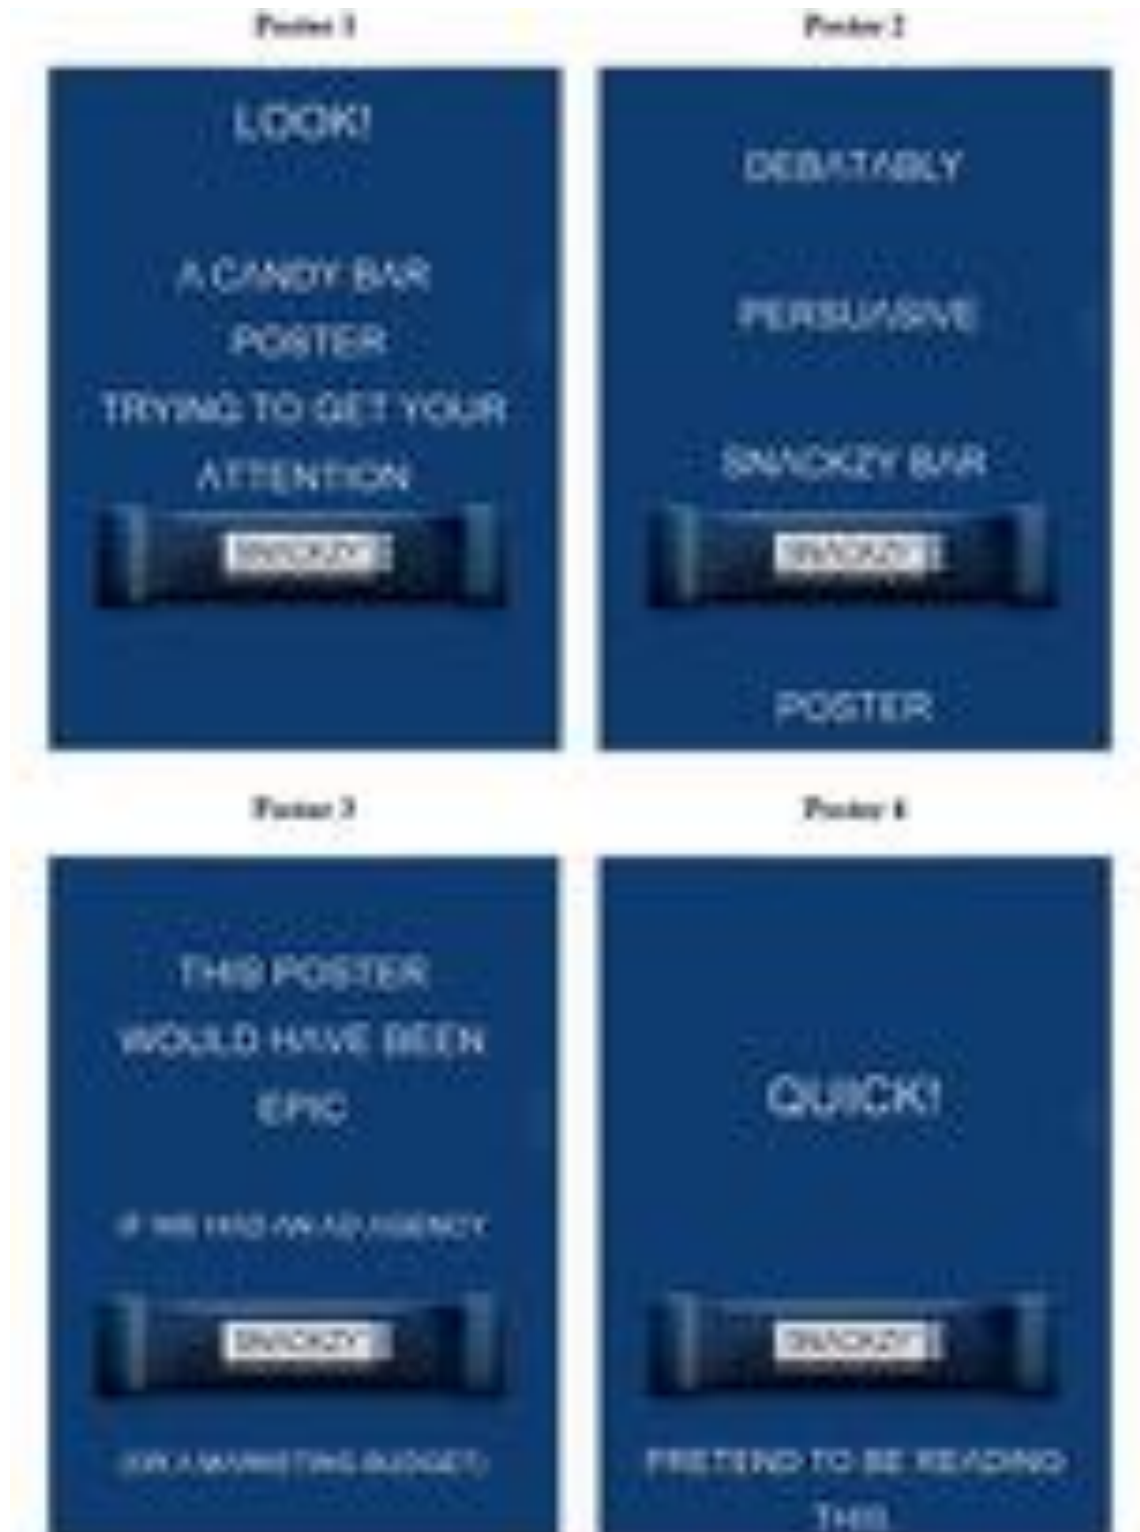 Poster 1
LOOK!
A CANDY BAR
POSTER
TRYING TO GET YOUR
ATTENTION
SNACKZY
Poster 2
DEBATABLY
PERSUASIVE
SNACKZY BAR
SNACKZY
POSTER
Poster 3
THIS POSTER
WOULD HAVE BEEN
EPIC
IF WE HAD AN AD AGENCY
SNACKZY
(OR A MARKETING BUDGET)
Poster 4
QUICK!
SNACKZY
PRETEND TO BE READING
THIS